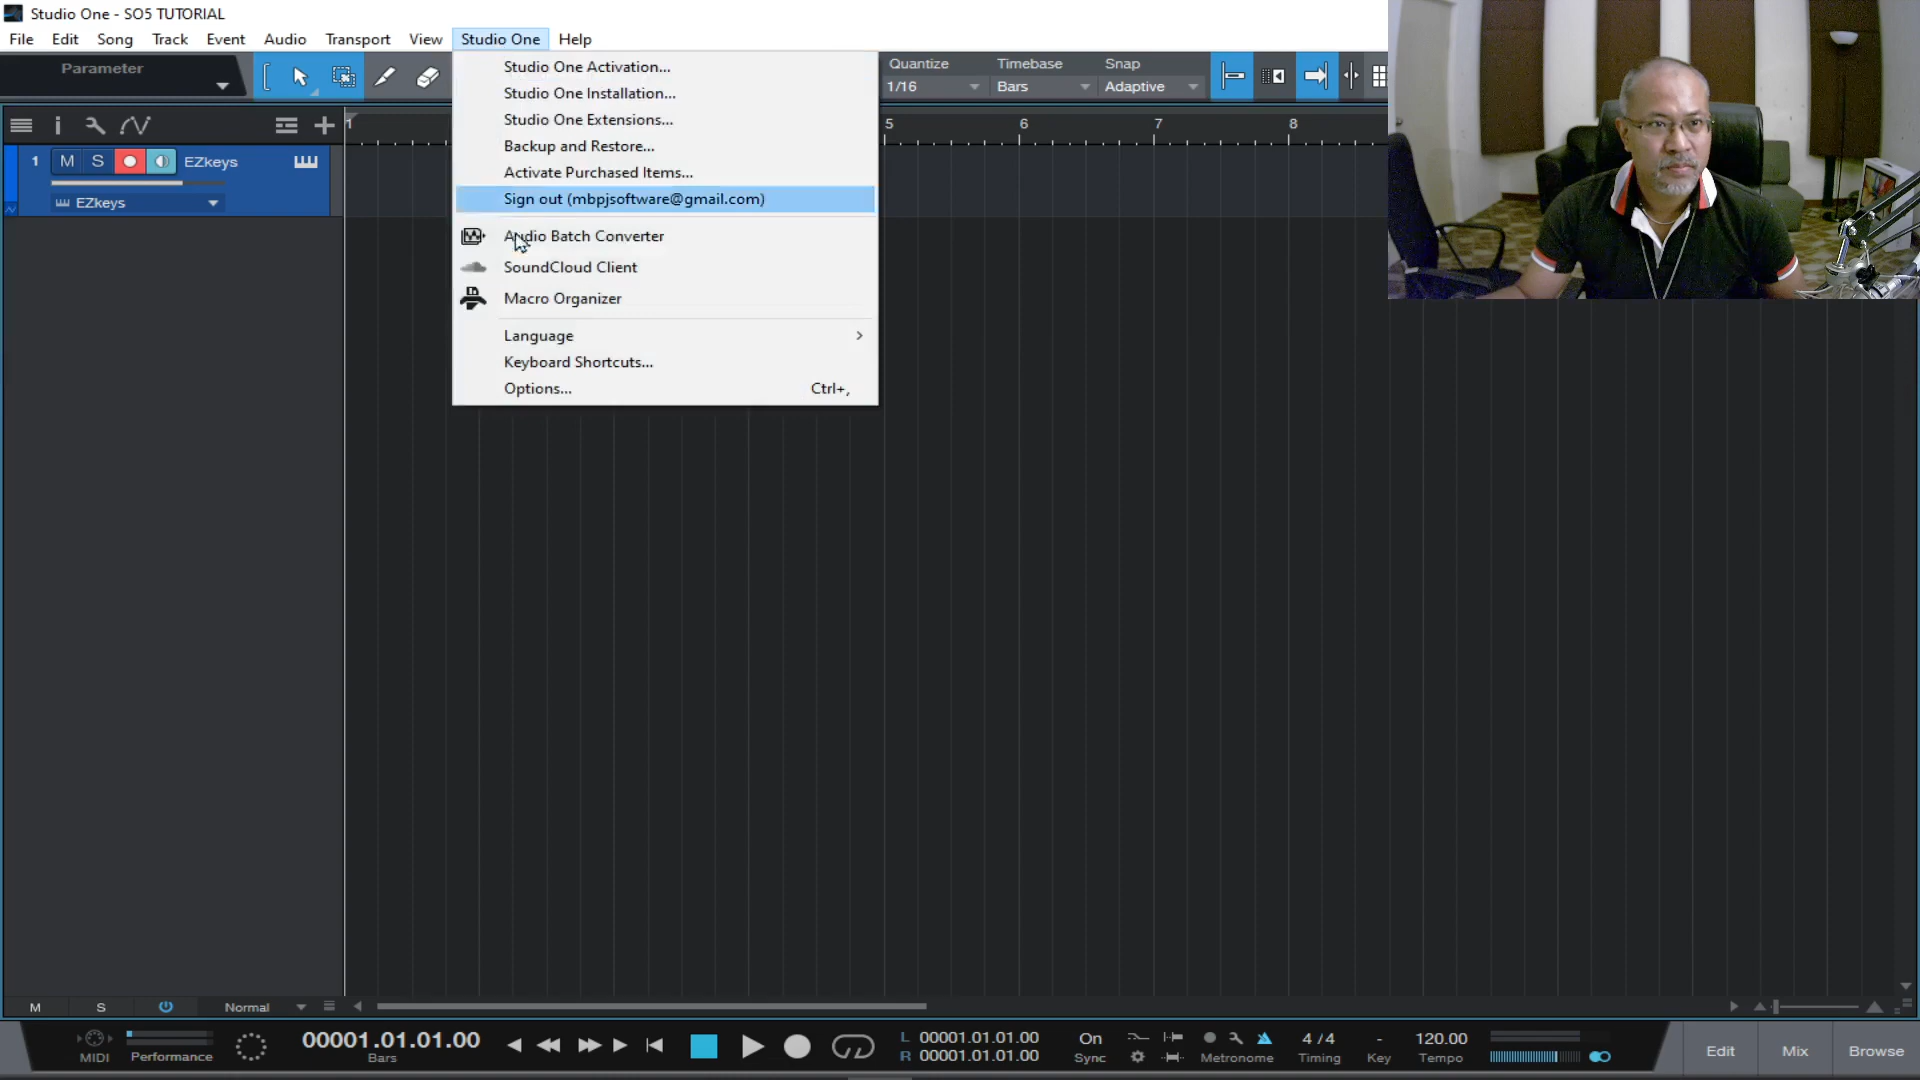 Studio One - SO5 TUTORIAL
File Edit Song Track Event Audio Transport View Studio One Help
Parameter
Quantize Timebase Snap
1/16 Bars Adaptive
Studio One Activation...
Studio One Installation...
Studio One Extensions...
Backup and Restore...
Activate Purchased Items...
Sign out (mbpjsoftware@gmail.com)
Audio Batch Converter
SoundCloud Client
Macro Organizer
Language
Keyboard Shortcuts...
Options... Ctrl+,
1 5 6 7 8
1 M S EZkeys
EZkeys
M S Normal
MIDI Performance
00001.01.01.00
Bars
L 00001.01.01.00
R 00001.01.01.00
On
Sync
Metronome
4 / 4
Timing
-
Key
120.00
Tempo
Edit Mix Browse